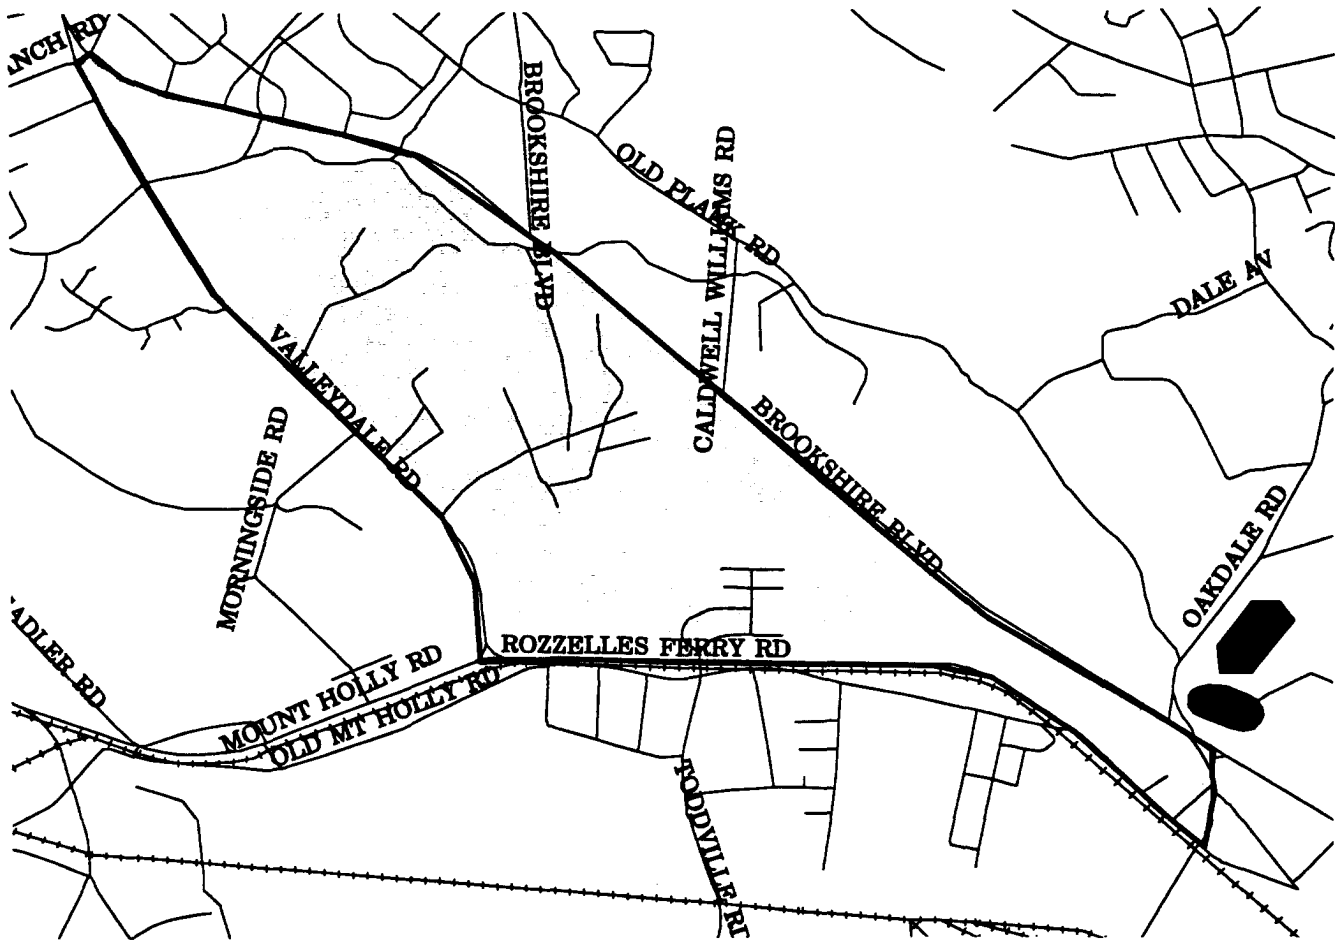 ANCH RD
BROOKSHIRE BLVD
OLD PLANK RD
CALDWELL WILLIAMS RD
DALE AV
VALLEYDALE RD
MORNINGSIDE RD
BROOKSHIRE BLVD
OAKDALE RD
ADLER RD
MOUNT HOLLY RD
ROZZELLES FERRY RD
OLD MT HOLLY RD
TODDVILLE RD